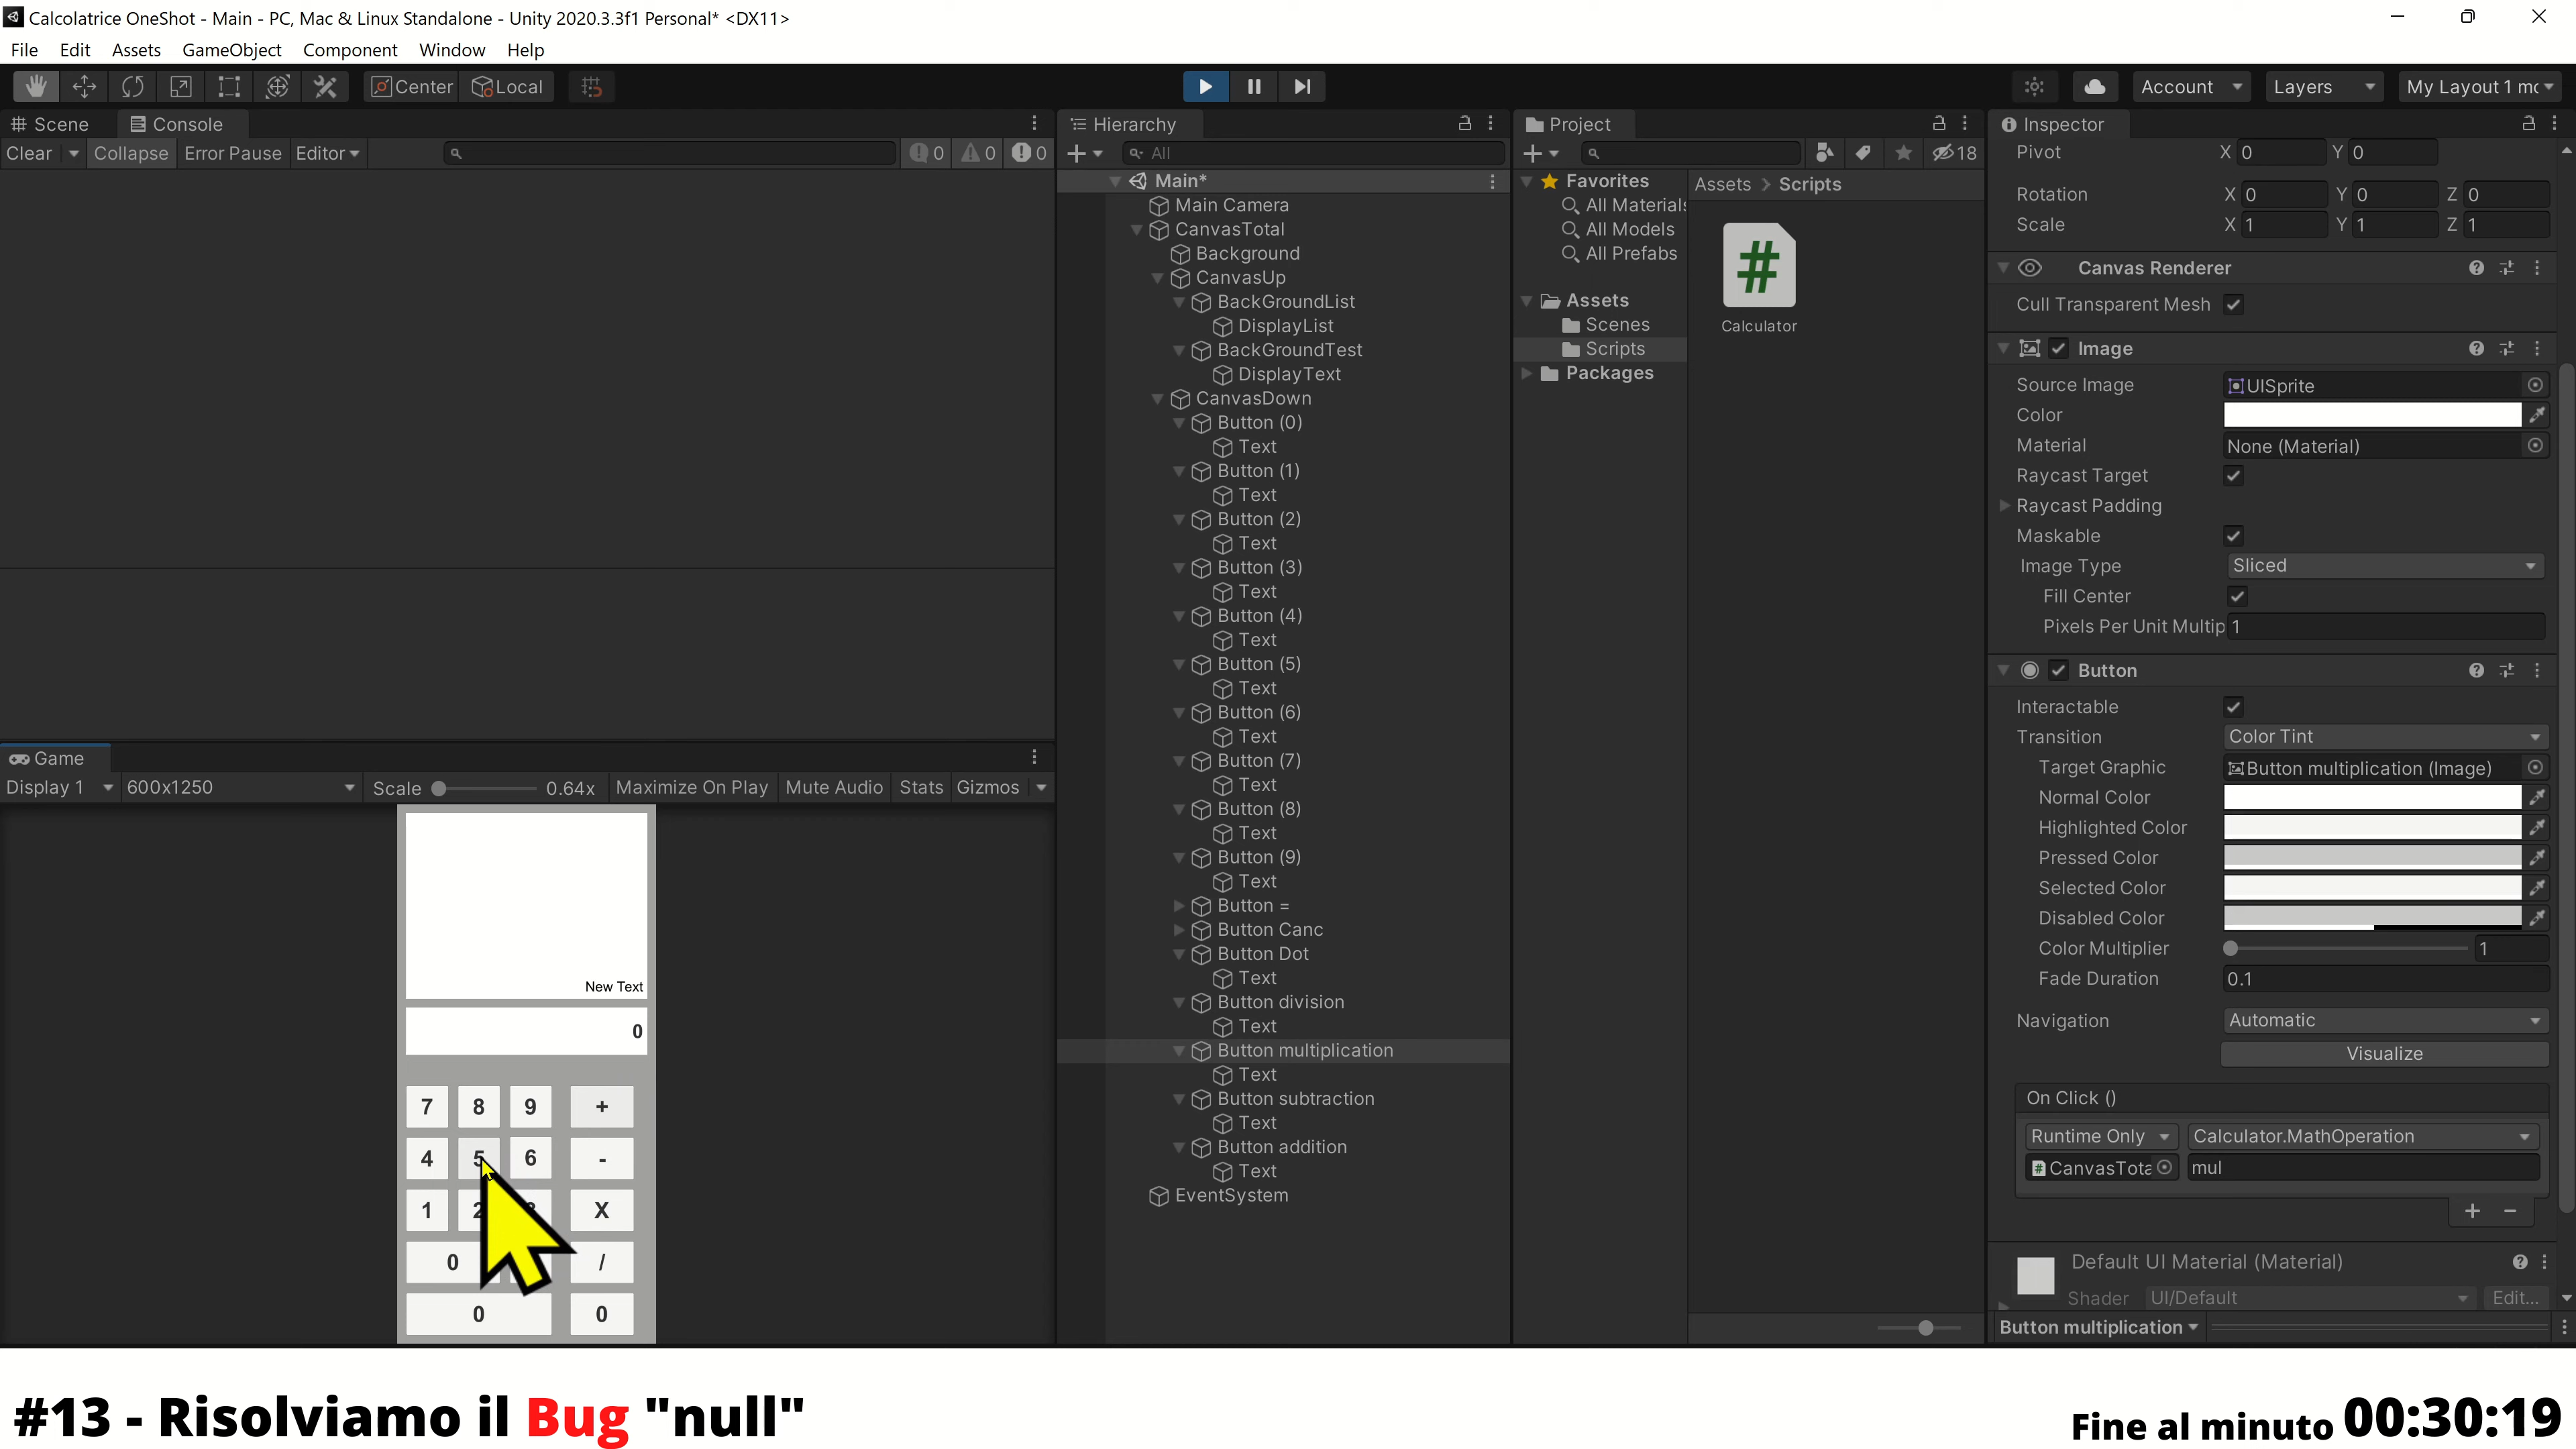 Calcolatrice OneShot - Main - PC, Mac & Linux Standalone - Unity 2020.3.3f1 Personal* <DX11>
File Edit Assets GameObject Component Window Help
Center Local Account Layers My Layout 1 mc
Scene Console
Clear Collapse Error Pause Editor 0 0 0
Game
Display 1 600x1250 Scale 0.64x Maximize On Play Mute Audio Stats Gizmos
New Text
0
7 8 9 +
4 5 6 -
1 2 X
0 /
0 0
Hierarchy
All
Main*
Main Camera
CanvasTotal
Background
CanvasUp
BackGroundList
DisplayList
BackGroundTest
DisplayText
CanvasDown
Button (0)
Text
Button (1)
Text
Button (2)
Text
Button (3)
Text
Button (4)
Text
Button (5)
Text
Button (6)
Text
Button (7)
Text
Button (8)
Text
Button (9)
Text
Button =
Button Canc
Button Dot
Text
Button division
Text
Button multiplication
Text
Button subtraction
Text
Button addition
Text
EventSystem
Project
18
Favorites
All Materials
All Models
All Prefabs
Assets
Scenes
Scripts
Packages
Assets > Scripts
#
Calculator
Inspector
Pivot X 0 Y 0
Rotation X 0 Y 0 Z 0
Scale X 1 Y 1 Z 1
Canvas Renderer
Cull Transparent Mesh
Image
Source Image UISprite
Color
Material None (Material)
Raycast Target
Raycast Padding
Maskable
Image Type Sliced
Fill Center
Pixels Per Unit Multip 1
Button
Interactable
Transition Color Tint
Target Graphic Button multiplication (Image)
Normal Color
Highlighted Color
Pressed Color
Selected Color
Disabled Color
Color Multiplier 1
Fade Duration 0.1
Navigation Automatic
Visualize
On Click ()
Runtime Only Calculator.MathOperation
CanvasTota mul
+ -
Default UI Material (Material)
Shader UI/Default Edit...
Button multiplication
#13 - Risolviamo il Bug "null"
Fine al minuto 00:30:19